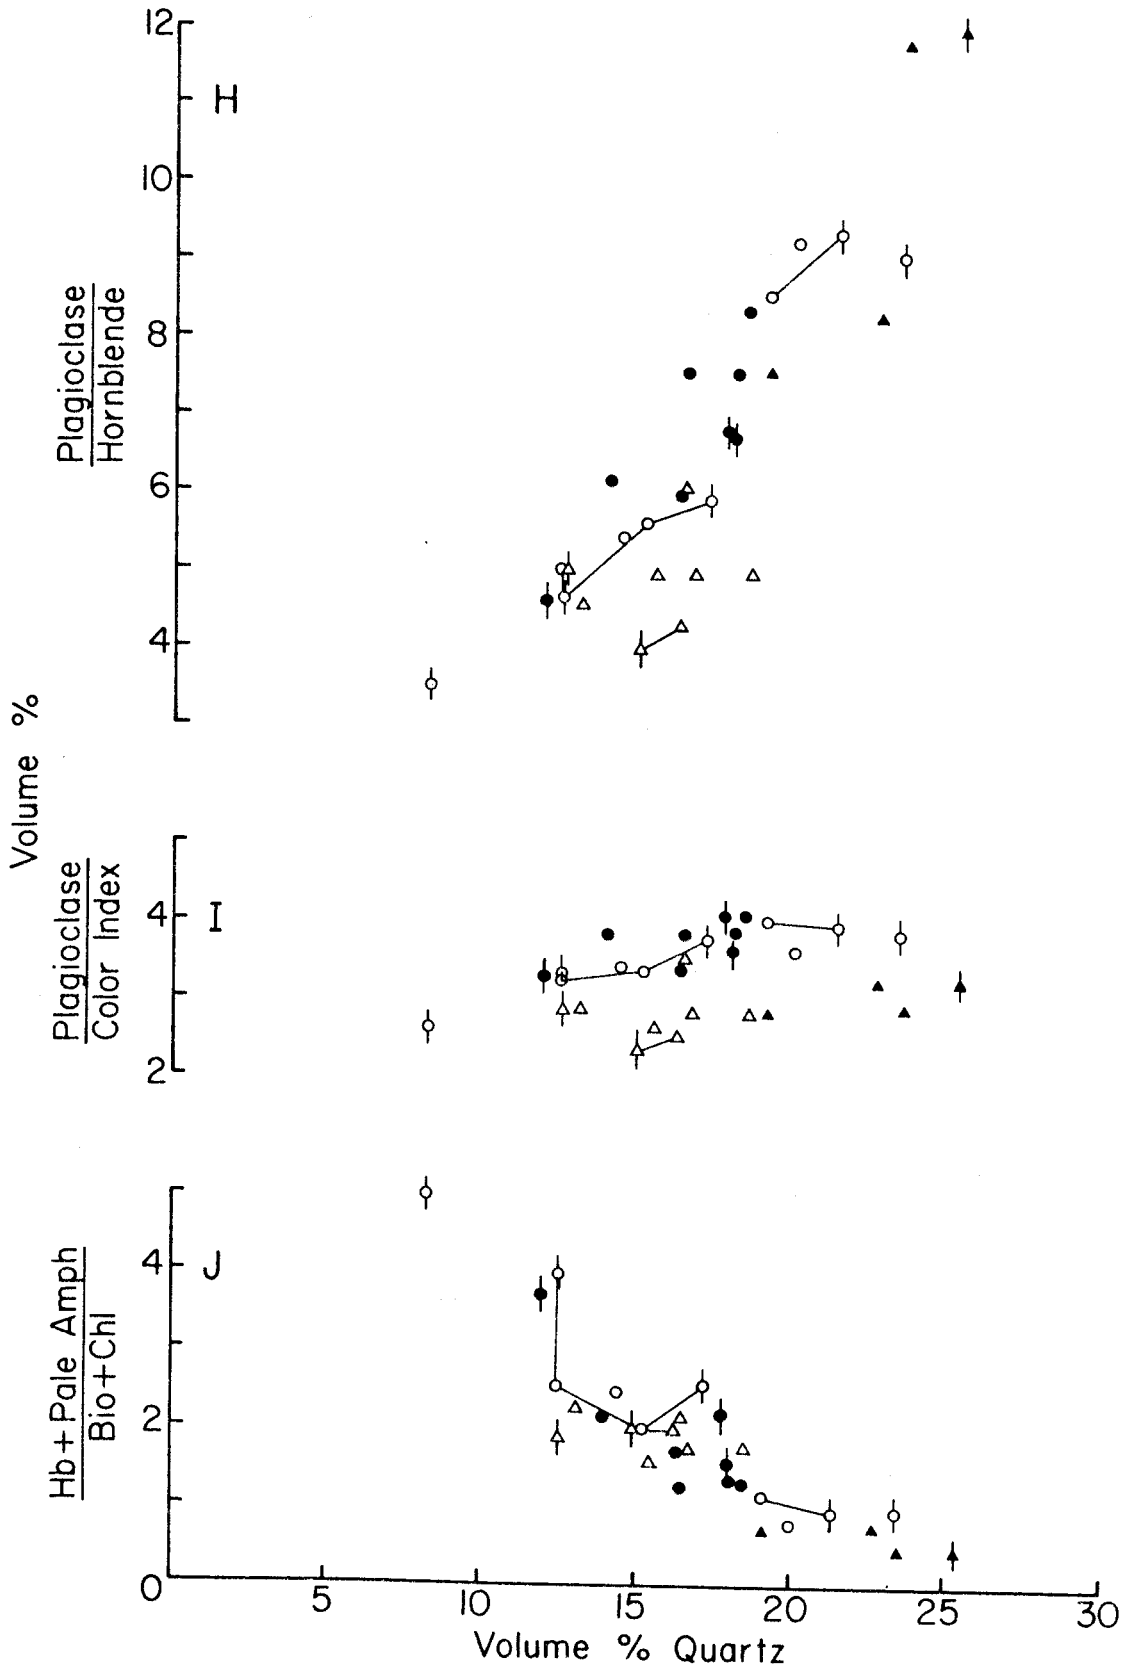 12
H
10
8
6
4
Plagioclase
Hornblende
Volume %
4
I
2
Plagioclase
Color Index
4
J
2
0
Hb+Pale Amph
Bio+Chl
5
10
15
20
25
30
Volume % Quartz